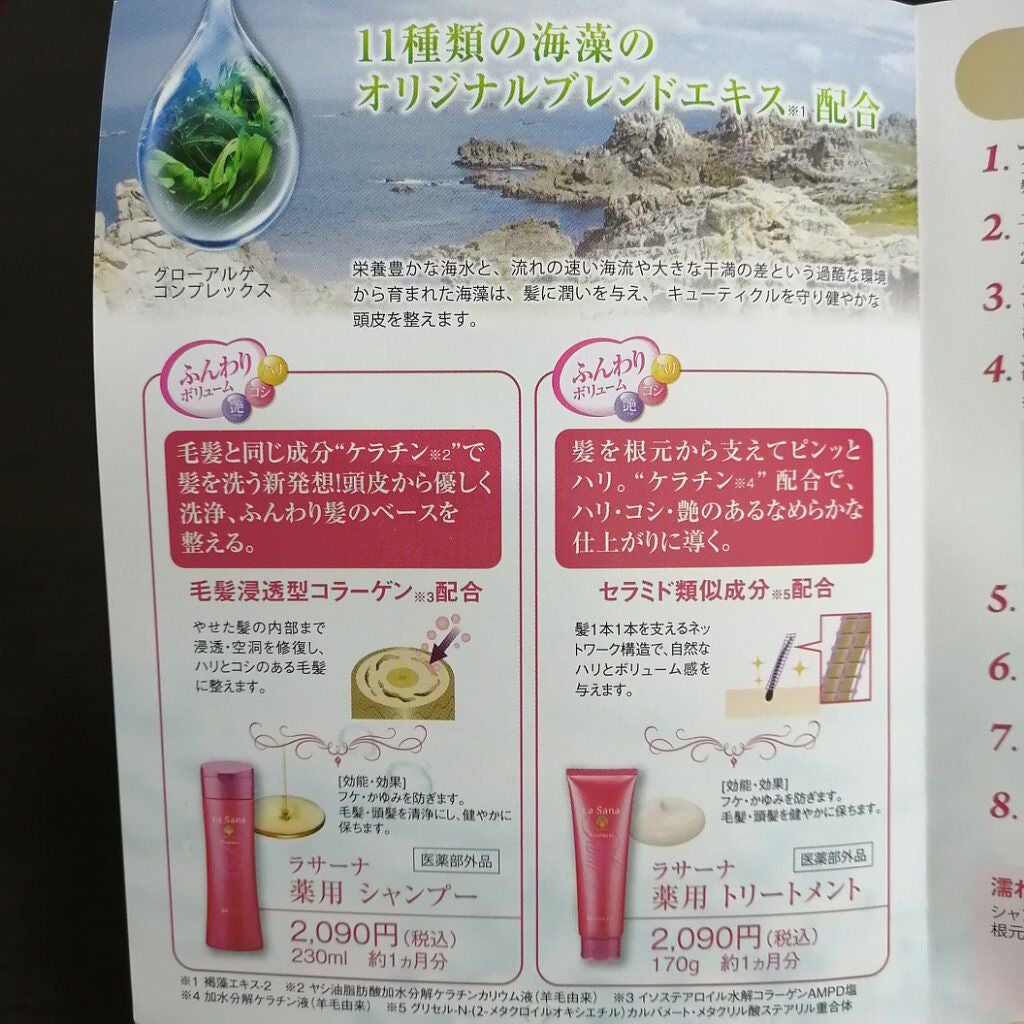 11種類の海藻の
オリジナルブレンドエキス※1 配合
グローアルゲ
コンプレックス
栄養豊かな海水と、流れの速い海流や大きな干満の差という過酷な環境
から育まれた海藻は、髪に潤いを与え、 キューティクルを守り健やかな
頭皮を整えます。
ふんわり
ボリューム
ハリ
コシ
艶
毛髪と同じ成分“ケラチン※2”で
髪を洗う新発想!頭皮から優しく
洗浄、ふんわり髪のベースを
整える。
毛髪浸透型コラーゲン※3配合
やせた髪の内部まで
浸透・空洞を修復し、
ハリとコシのある毛髪
に整えます。
[効能・効果]
フケ・かゆみを防ぎます。
毛髪・頭髪を清浄にし、健やかに
保ちます。
La Sana
ラサーナ
医薬部外品
薬用 シャンプー
2,090円(税込)
230ml 約1ヵ月分
ふんわり
ボリューム
ハリ
コシ
艶
髪を根元から支えてピンッと
ハリ。“ケラチン※4” 配合で、
ハリ・コシ・艶のあるなめらかな
仕上がりに導く。
セラミド類似成分※5配合
髪1本1本を支えるネッ
トワーク構造で、自然な
ハリとボリューム感を
与えます。
[効能・効果]
フケ・かゆみを防ぎます。
毛髪・頭髪を健やかに保ちます。
La Sana
ラサーナ
医薬部外品
薬用 トリートメント
2,090円(税込)
170g 約1ヵ月分
※1 褐藻エキス-2 ※2 ヤシ油脂肪酸加水分解ケラチンカリウム液(羊毛由来) ※3 イソステアロイル水解コラーゲンAMPD塩
※4 加水分解ケラチン液(羊毛由来) ※5 グリセル-N-(2-メタクロイルオキシエチル)カルバメート・メタクリル酸ステアリル重合体
1.
2.
3.
4.
5.
6.
7.
8.
濡れ
シャ
根元